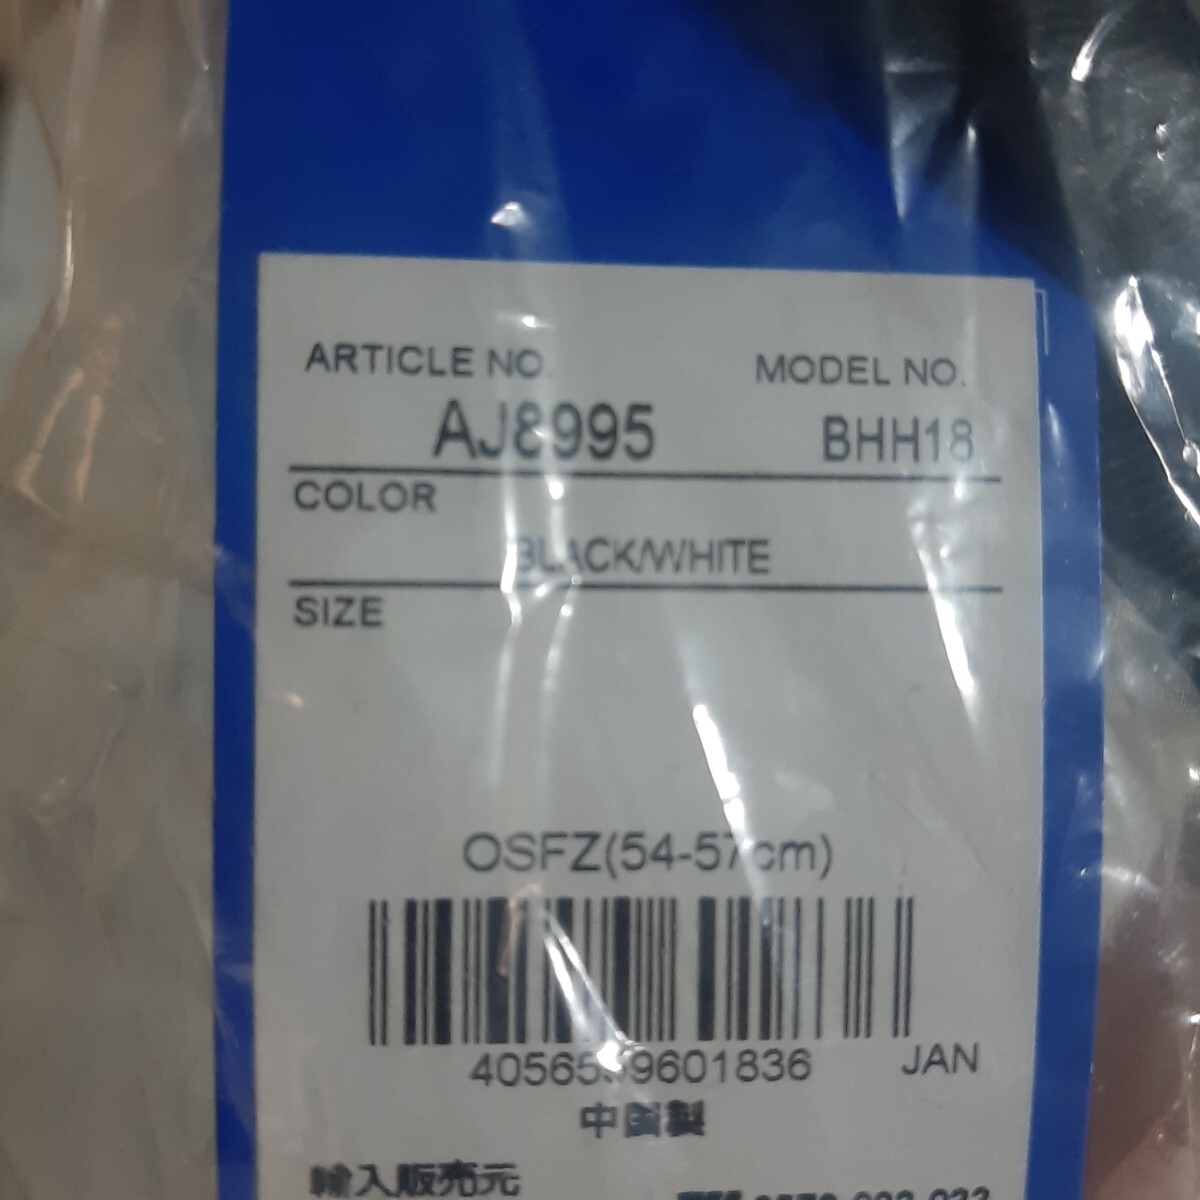 ARTICLE NO.
MODEL NO.
AJ8995
BHH18
COLOR
BLACK/WHITE
SIZE
OSFZ(54-57cm)
4056559601836
JAN
中国製
輸入販売元